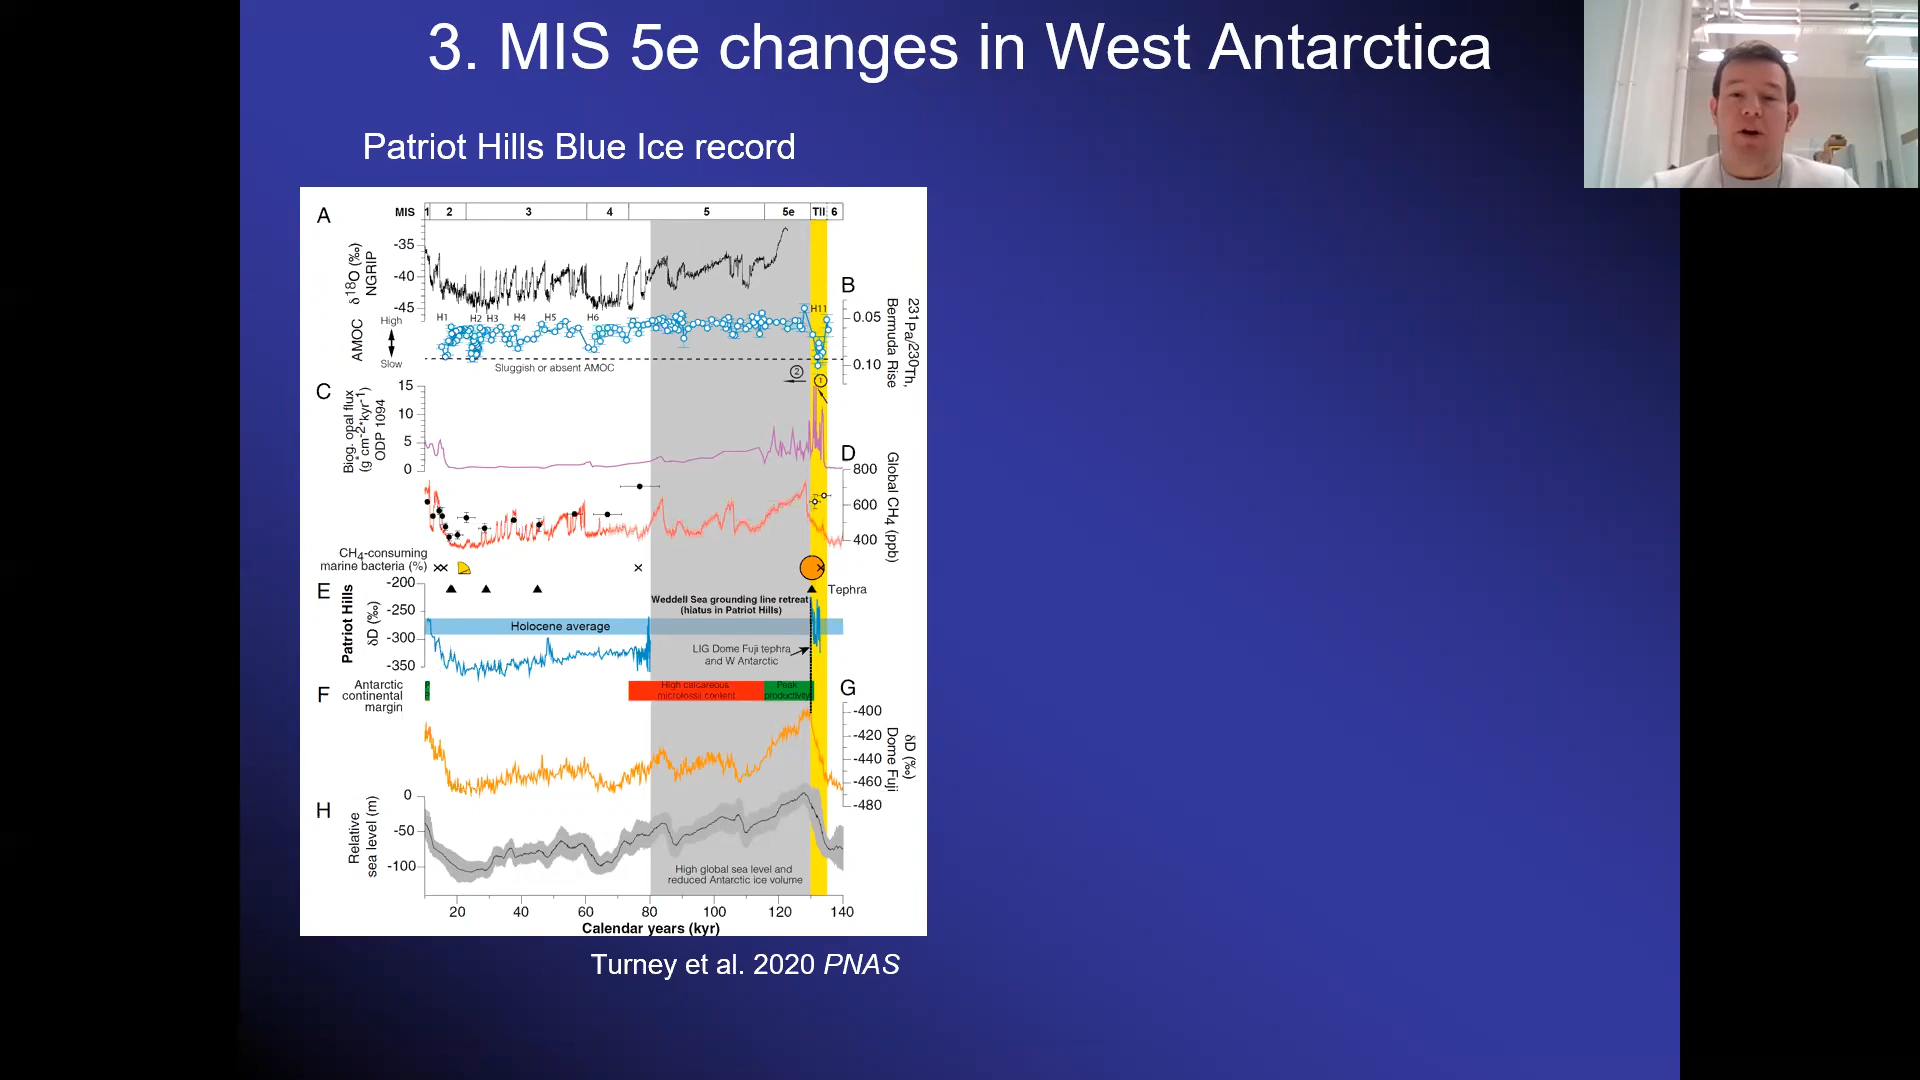 3. MIS 5e changes in West Antarctica
Patriot Hills Blue Ice record
A
MIS
1
2
3
4
5
5e
TII
6
-35
-40
-45
δ18O (‰)
NGRIP
B
H1
H2
H3
H4
H5
H6
H11
0.05
0.10
231Pa/230Th,
Bermuda Rise
AMOC
High
Slow
Sluggish or absent AMOC
2
1
C
15
10
5
0
Biog. opal flux
(g cm-2*kyr-1)
ODP 1094
D
800
600
400
Global CH4 (ppb)
CH4-consuming
marine bacteria (%)
E
Patriot Hills
δD (‰)
-200
-250
-300
-350
Tephra
Weddell Sea grounding line retreat
(hiatus in Patriot Hills)
Holocene average
LIG Dome Fuji tephra
and W Antarctic
F
Antarctic
continental
margin
High calcareous
microfossil content
Peak
productivity
G
-400
-420
-440
-460
-480
δD (‰)
Dome Fuji
H
0
-50
-100
Relative
sea level (m)
High global sea level and
reduced Antarctic ice volume
20
40
60
80
100
120
140
Calendar years (kyr)
Turney et al. 2020 PNAS